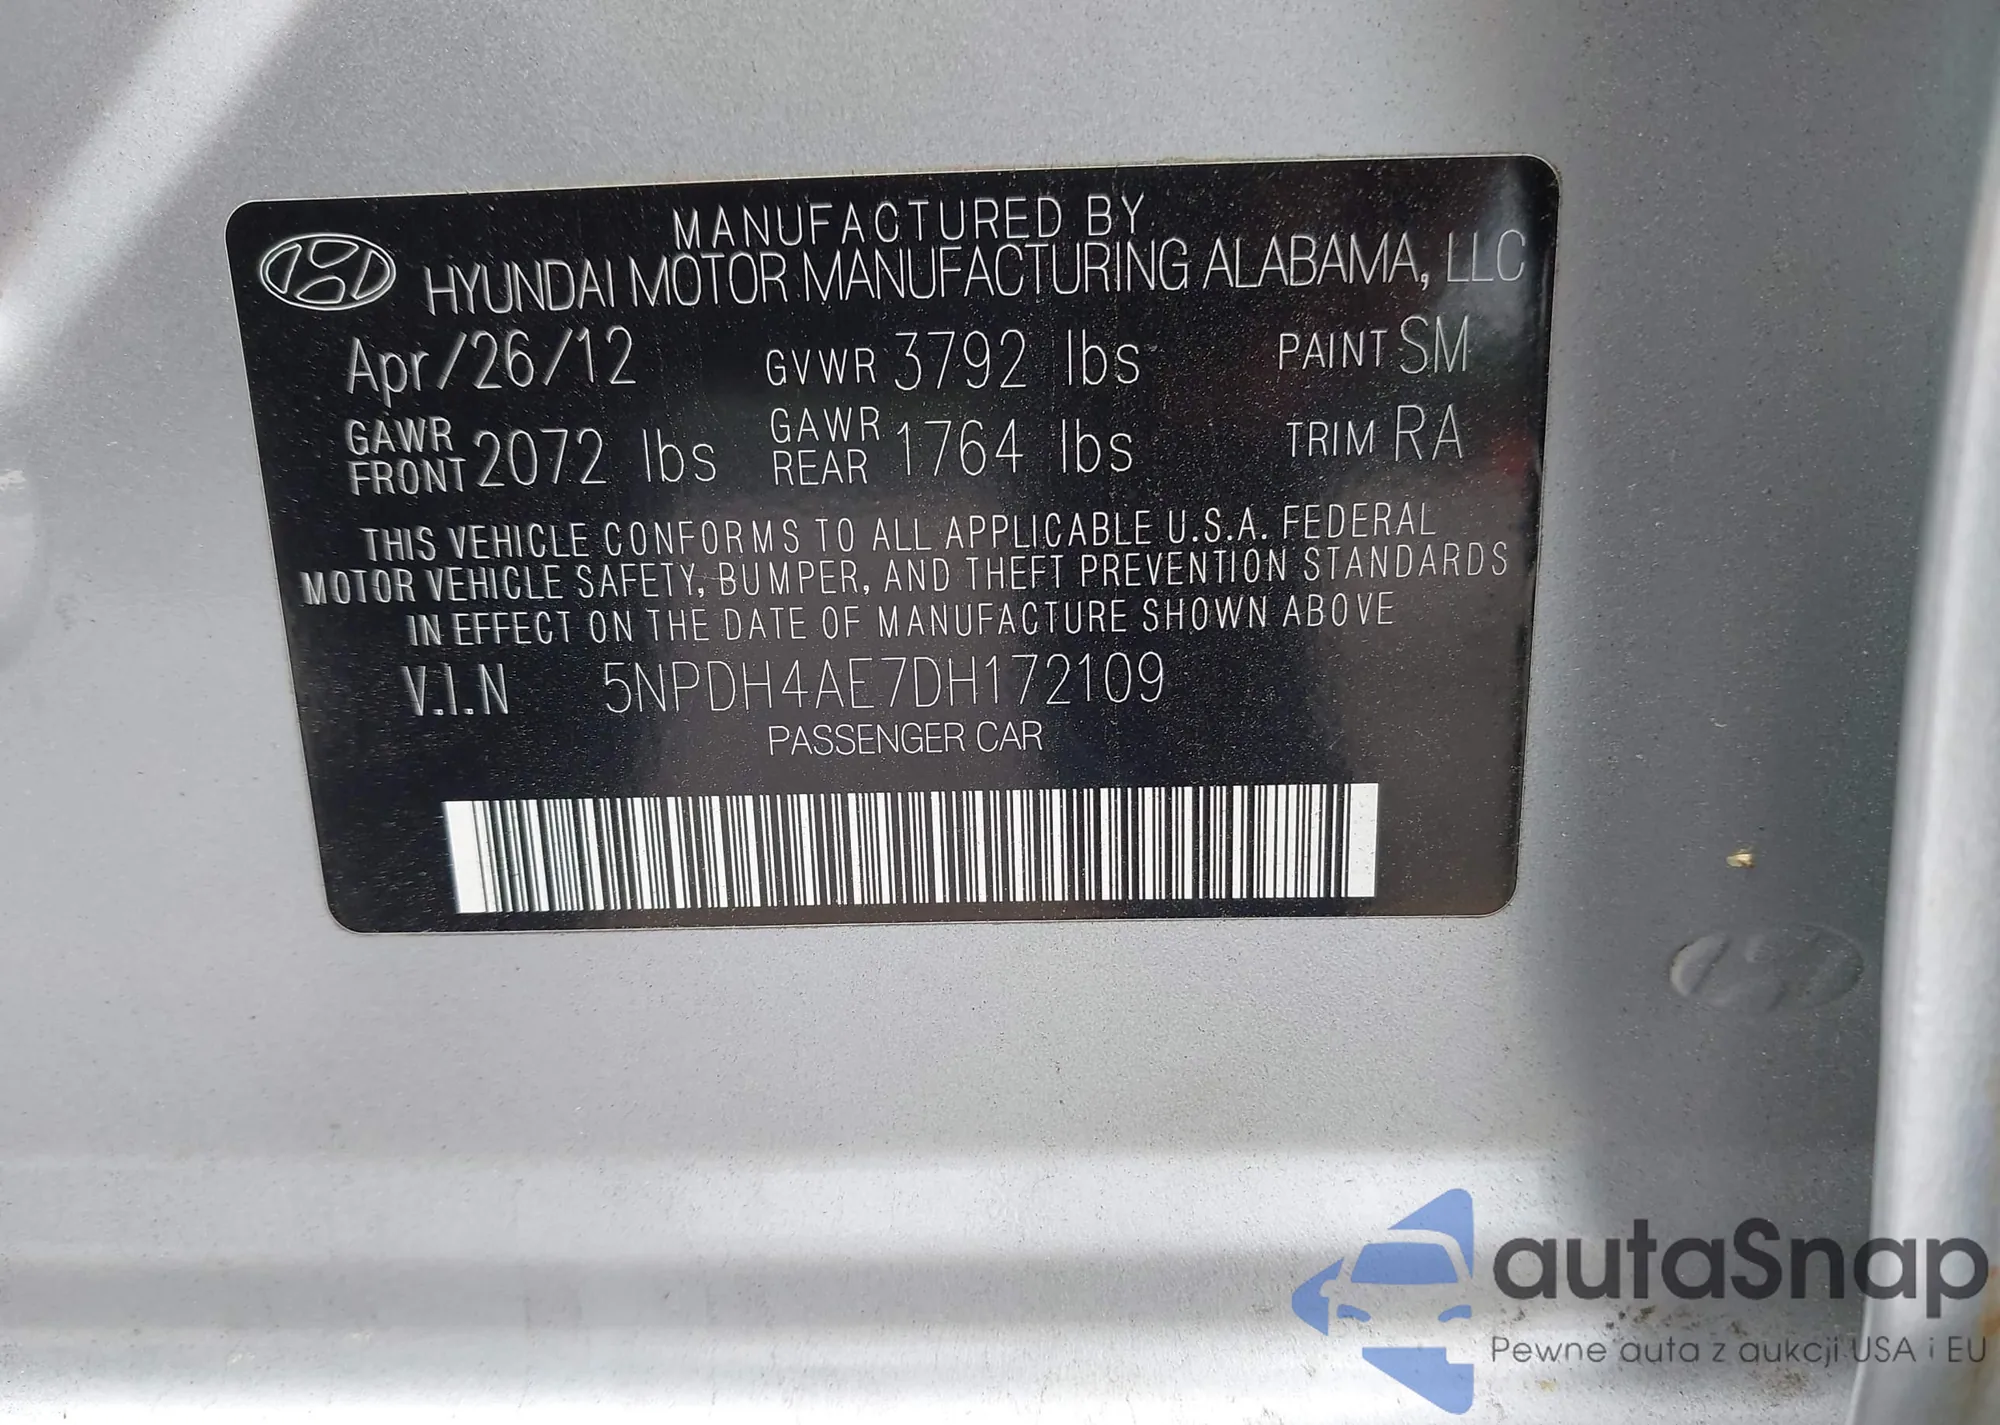 MANUFACTURED BY
HYUNDAI MOTOR MANUFACTURING ALABAMA, LLC
Apr/26/12 GVWR 3792 lbs PAINT SM
GAWR FRONT 2072 lbs GAWR REAR 1764 lbs TRIM RA
THIS VEHICLE CONFORMS TO ALL APPLICABLE U.S.A. FEDERAL
MOTOR VEHICLE SAFETY, BUMPER, AND THEFT PREVENTION STANDARDS
IN EFFECT ON THE DATE OF MANUFACTURE SHOWN ABOVE
V.I.N 5NPDH4AE7DH172109
PASSENGER CAR
autaSnap
Pewne auta z aukcji USA i EU